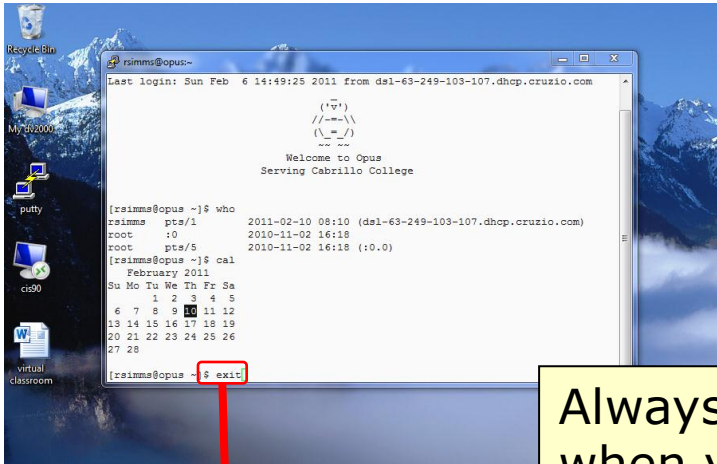 Recycle Bin
My dv2000
putty
cis90
virtual
classroom
rsimms@opus:~
Last login: Sun Feb  6 14:49:25 2011 from dsl-63-249-103-107.dhcp.cruzio.com
('v')
//-=-\\
(\_=_/)
~~ ~~
Welcome to Opus
Serving Cabrillo College
[rsimms@opus ~]$ who
rsimms   pts/1        2011-02-10 08:10 (dsl-63-249-103-107.dhcp.cruzio.com)
root     :0           2010-11-02 16:18
root     pts/5        2010-11-02 16:18 (:0.0)
[rsimms@opus ~]$ cal
February 2011
Su Mo Tu We Th Fr Sa
1  2  3  4  5
6  7  8  9 10 11 12
13 14 15 16 17 18 19
20 21 22 23 24 25 26
27 28
[rsimms@opus ~]$ exit
Always
when